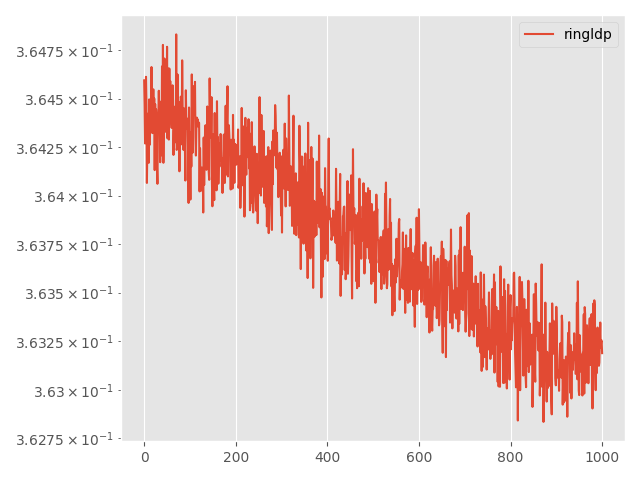 ringldp
3.6475 × 10⁻¹
3.645 × 10⁻¹
3.6425 × 10⁻¹
3.64 × 10⁻¹
3.6375 × 10⁻¹
3.635 × 10⁻¹
3.6325 × 10⁻¹
3.63 × 10⁻¹
3.6275 × 10⁻¹
0 200 400 600 800 1000